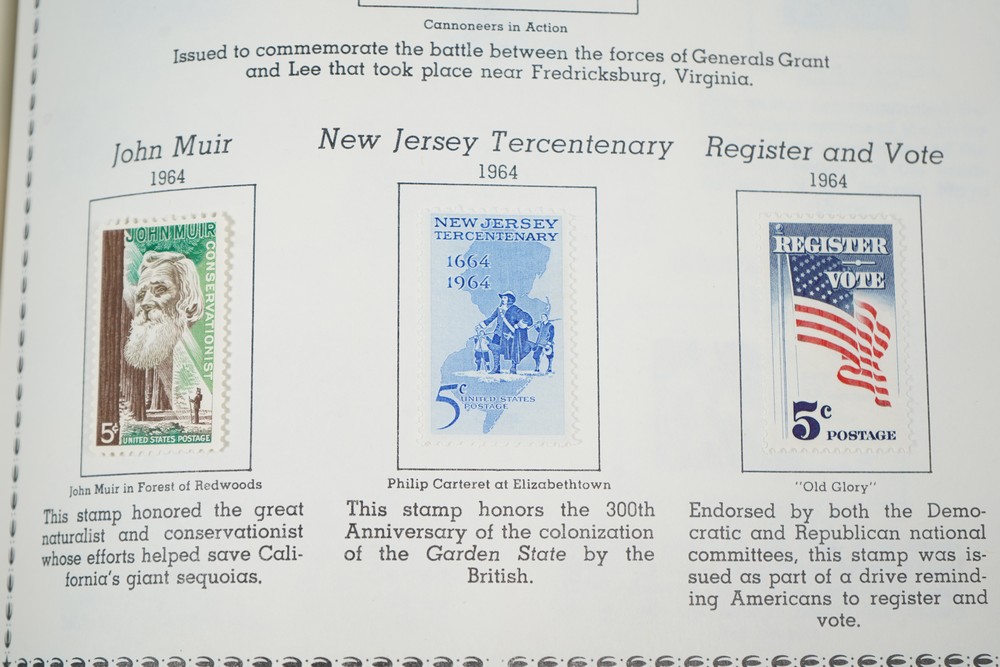 Cannoneers in Action
Issued to commemorate the battle between the forces of Generals Grant
and Lee that took place near Fredricksburg, Virginia.
John Muir
1964
JOHN MUIR
CONSERVATIONIST
5¢
UNITED STATES POSTAGE
John Muir in Forest of Redwoods
This stamp honored the great
naturalist and conservationist
whose efforts helped save Cali-
fornia's giant sequoias.
New Jersey Tercentenary
1964
NEW JERSEY
TERCENTENARY
1664
1964
5c
UNITED STATES
POSTAGE
Philip Carteret at Elizabethtown
This stamp honors the 300th
Anniversary of the colonization
of the Garden State by the
British.
Register and Vote
1964
REGISTER
VOTE
5c
POSTAGE
"Old Glory"
Endorsed by both the Demo-
cratic and Republican national
committees, this stamp was is-
sued as part of a drive remind-
ing Americans to register and
vote.